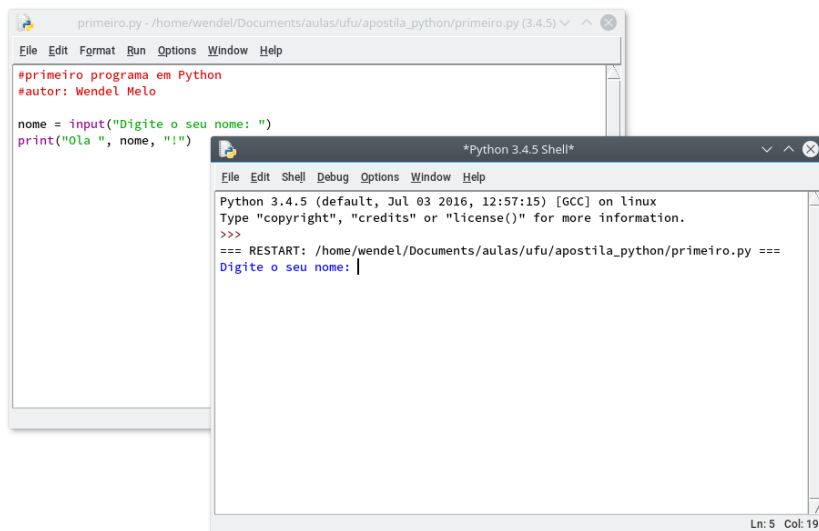 primeiro.py - /home/wendel/Documents/aulas/ufu/apostila_python/primeiro.py (3.4.5)
File Edit Format Run Options Window Help
#primeiro programa em Python
#autor: Wendel Melo
nome = input("Digite o seu nome: ")
print("Ola ", nome, "!")
*Python 3.4.5 Shell*
File Edit Shell Debug Options Window Help
Python 3.4.5 (default, Jul 03 2016, 12:57:15) [GCC] on linux
Type "copyright", "credits" or "license()" for more information.
>>>
=== RESTART: /home/wendel/Documents/aulas/ufu/apostila_python/primeiro.py ===
Digite o seu nome:
Ln: 5 Col: 19